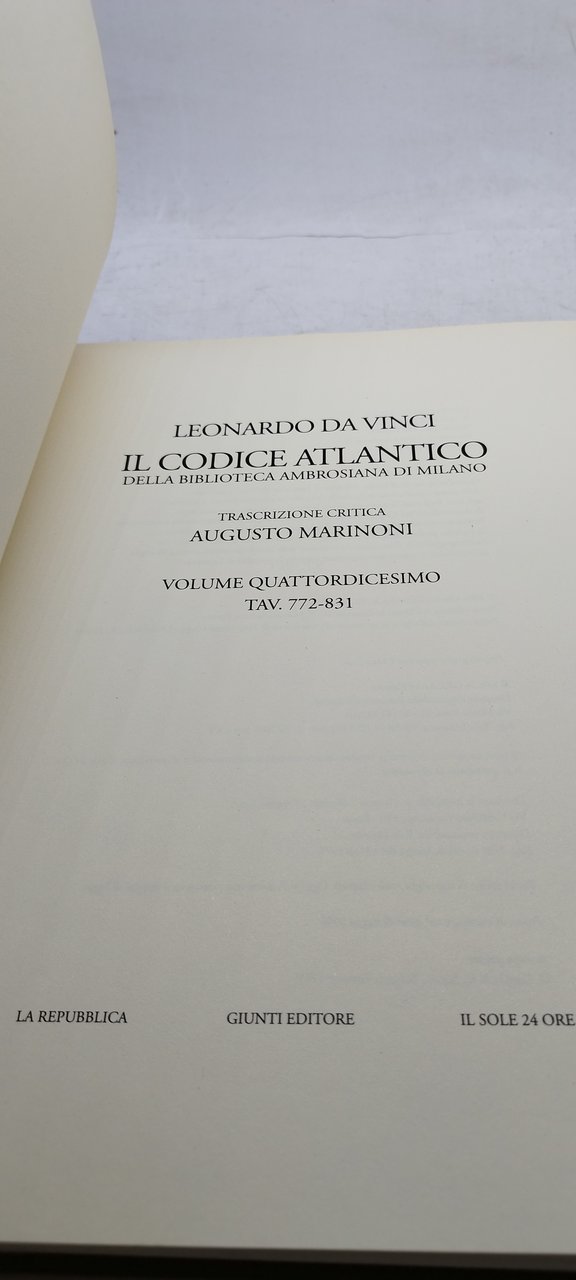 LEONARDO DA VINCI
IL CODICE ATLANTICO
DELLA BIBLIOTECA AMBROSIANA DI MILANO
TRASCRIZIONE CRITICA
AUGUSTO MARINONI
VOLUME QUATTORDICESIMO
TAV. 772-831
LA REPUBBLICA GIUNTI EDITORE IL SOLE 24 ORE